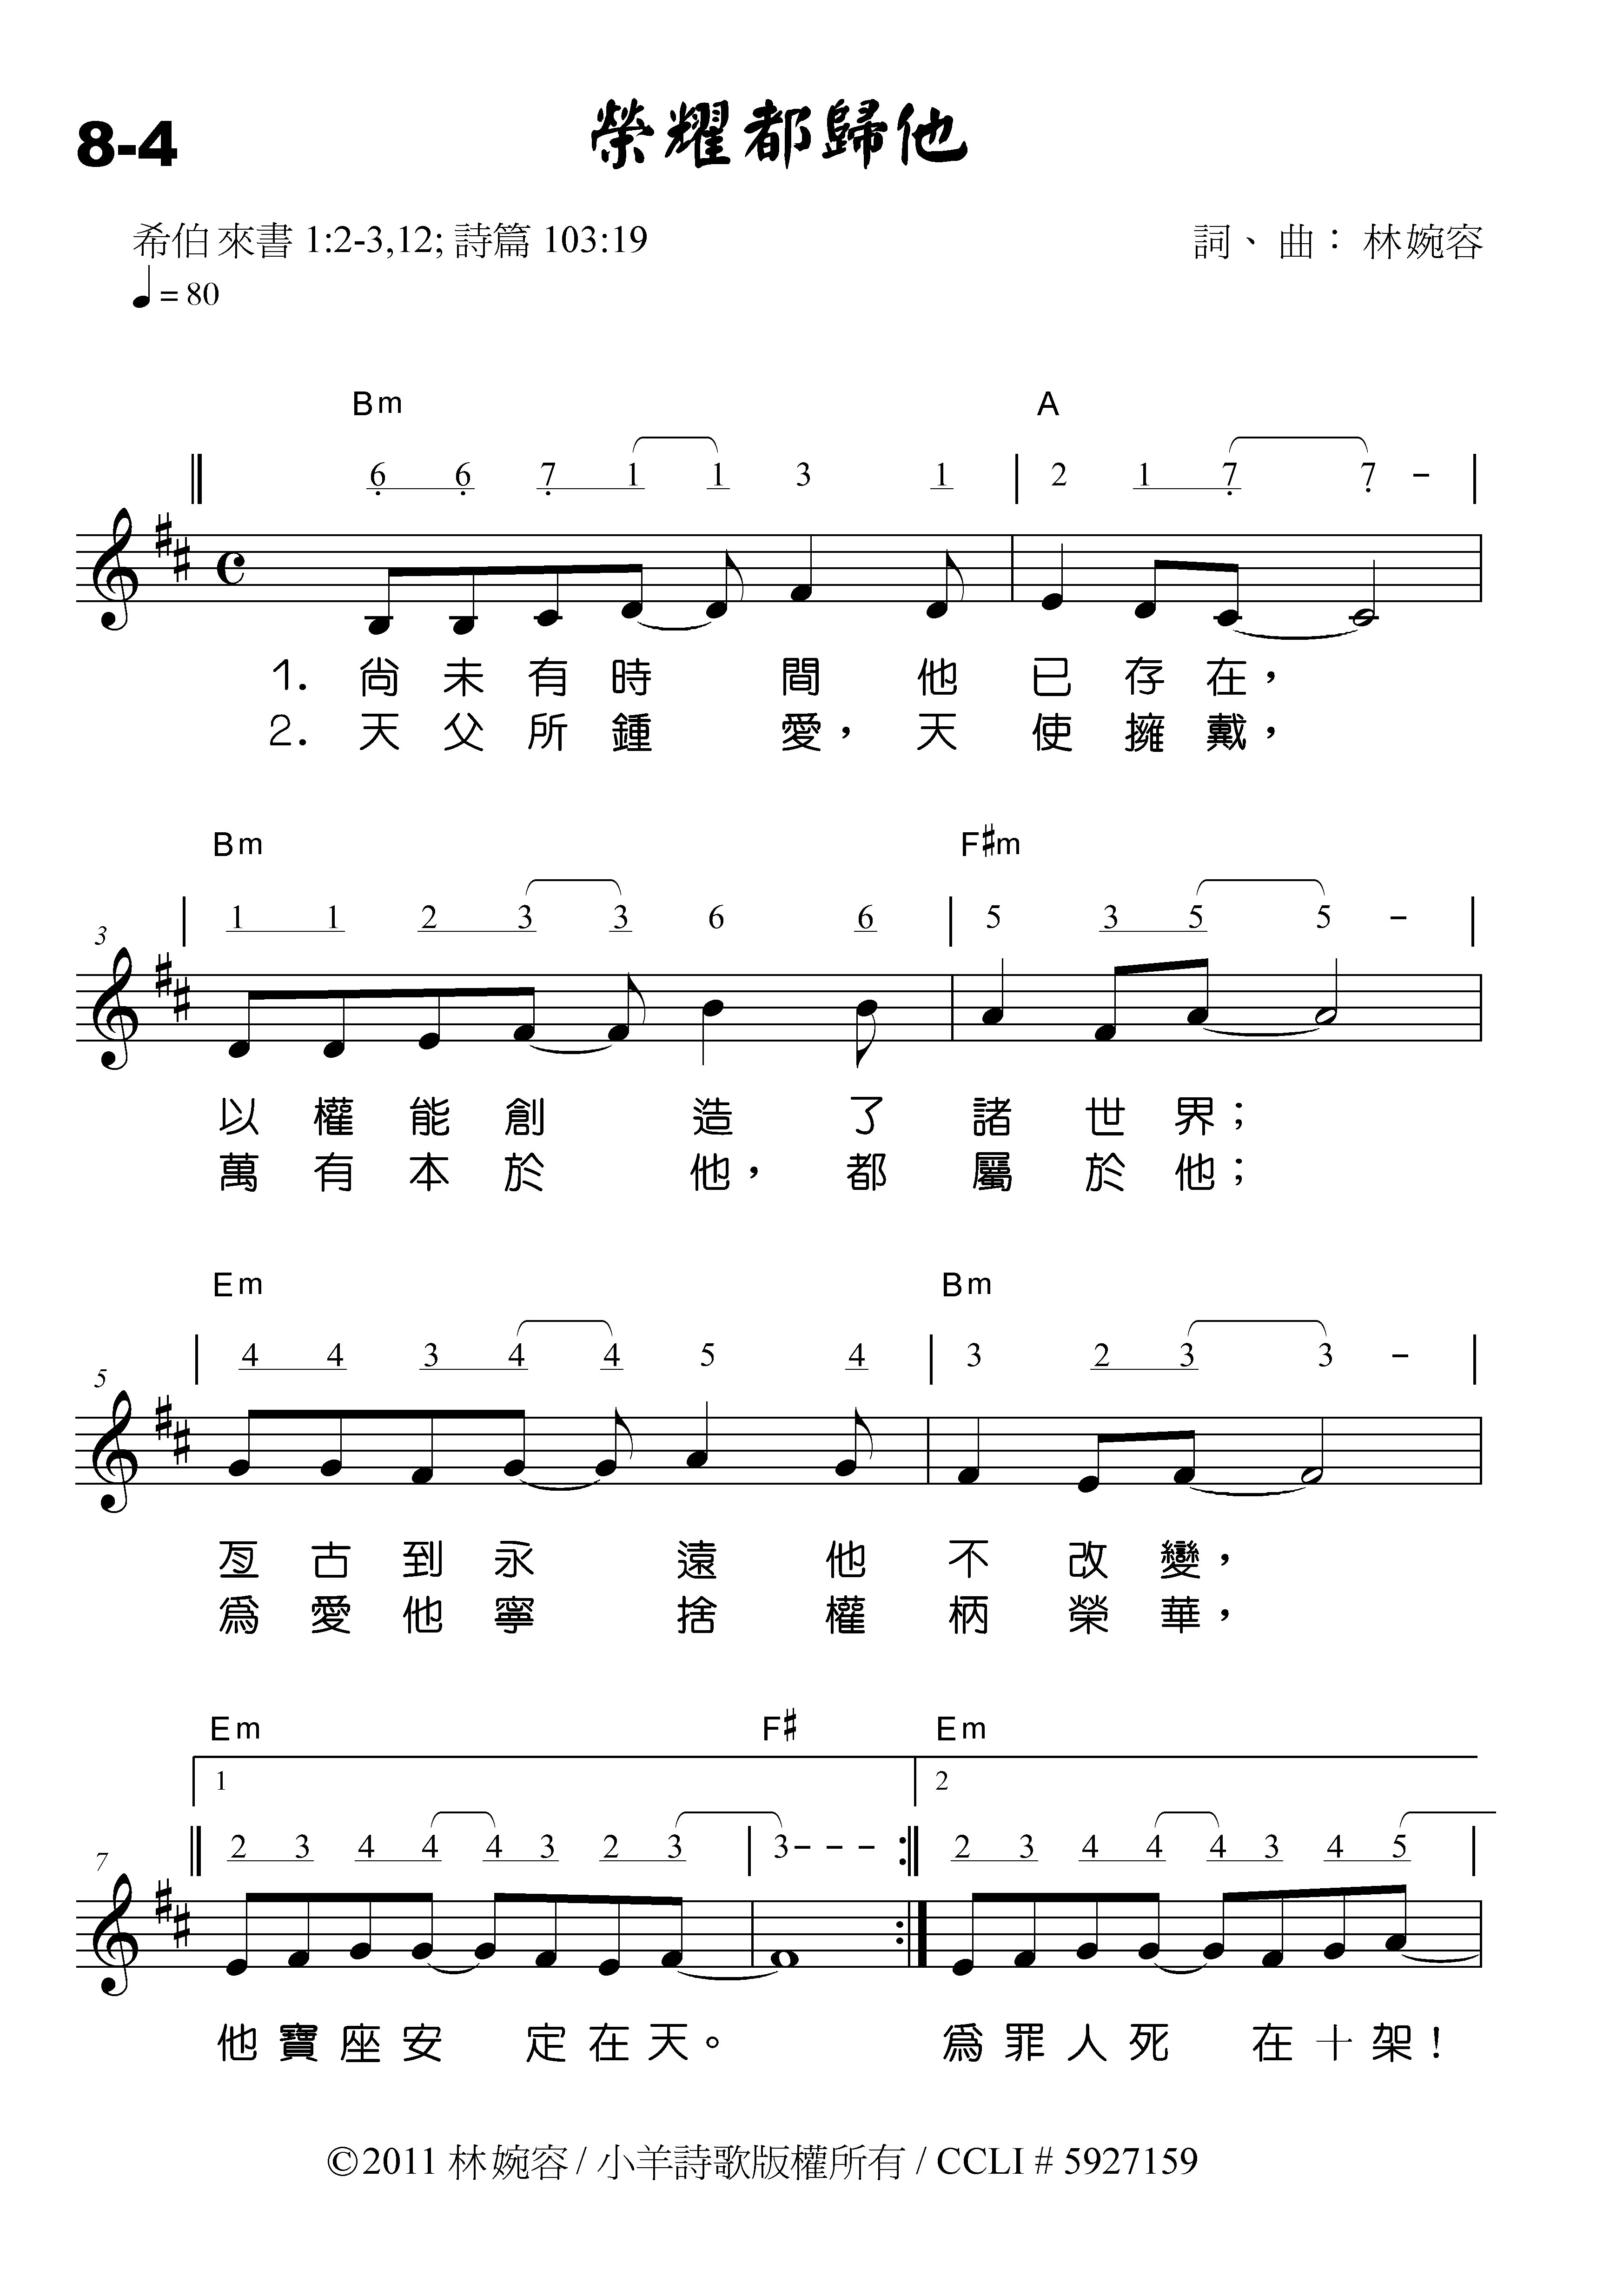 8-4
榮耀都歸他
希伯來書 1:2-3,12; 詩篇 103:19
詞、曲：林婉容
♩ = 80
Bm A
6̣ 6̣ 7̣ 1 1 3 1 | 2 1 7̣ 7̣ –
1. 尚未有時間他已存在，
2. 天父所鍾愛，天使擁戴，
Bm F♯m
3
1 1 2 3 3 6 6 | 5 3 5 5 –
以權能創造了諸世界；
萬有本於他，都屬於他；
Em Bm
5
4 4 3 4 4 5 4 | 3 2 3 3 –
亙古到永遠他不改變，
爲愛他寧捨權柄榮華，
Em F♯ Em
1 2
7
2 3 4 4 4 3 2 3 | 3 – – – :‖ 2 3 4 4 4 3 4 5 |
他寶座安定在天。 爲罪人死在十架！
©2011 林婉容 / 小羊詩歌版權所有 / CCLI # 5927159